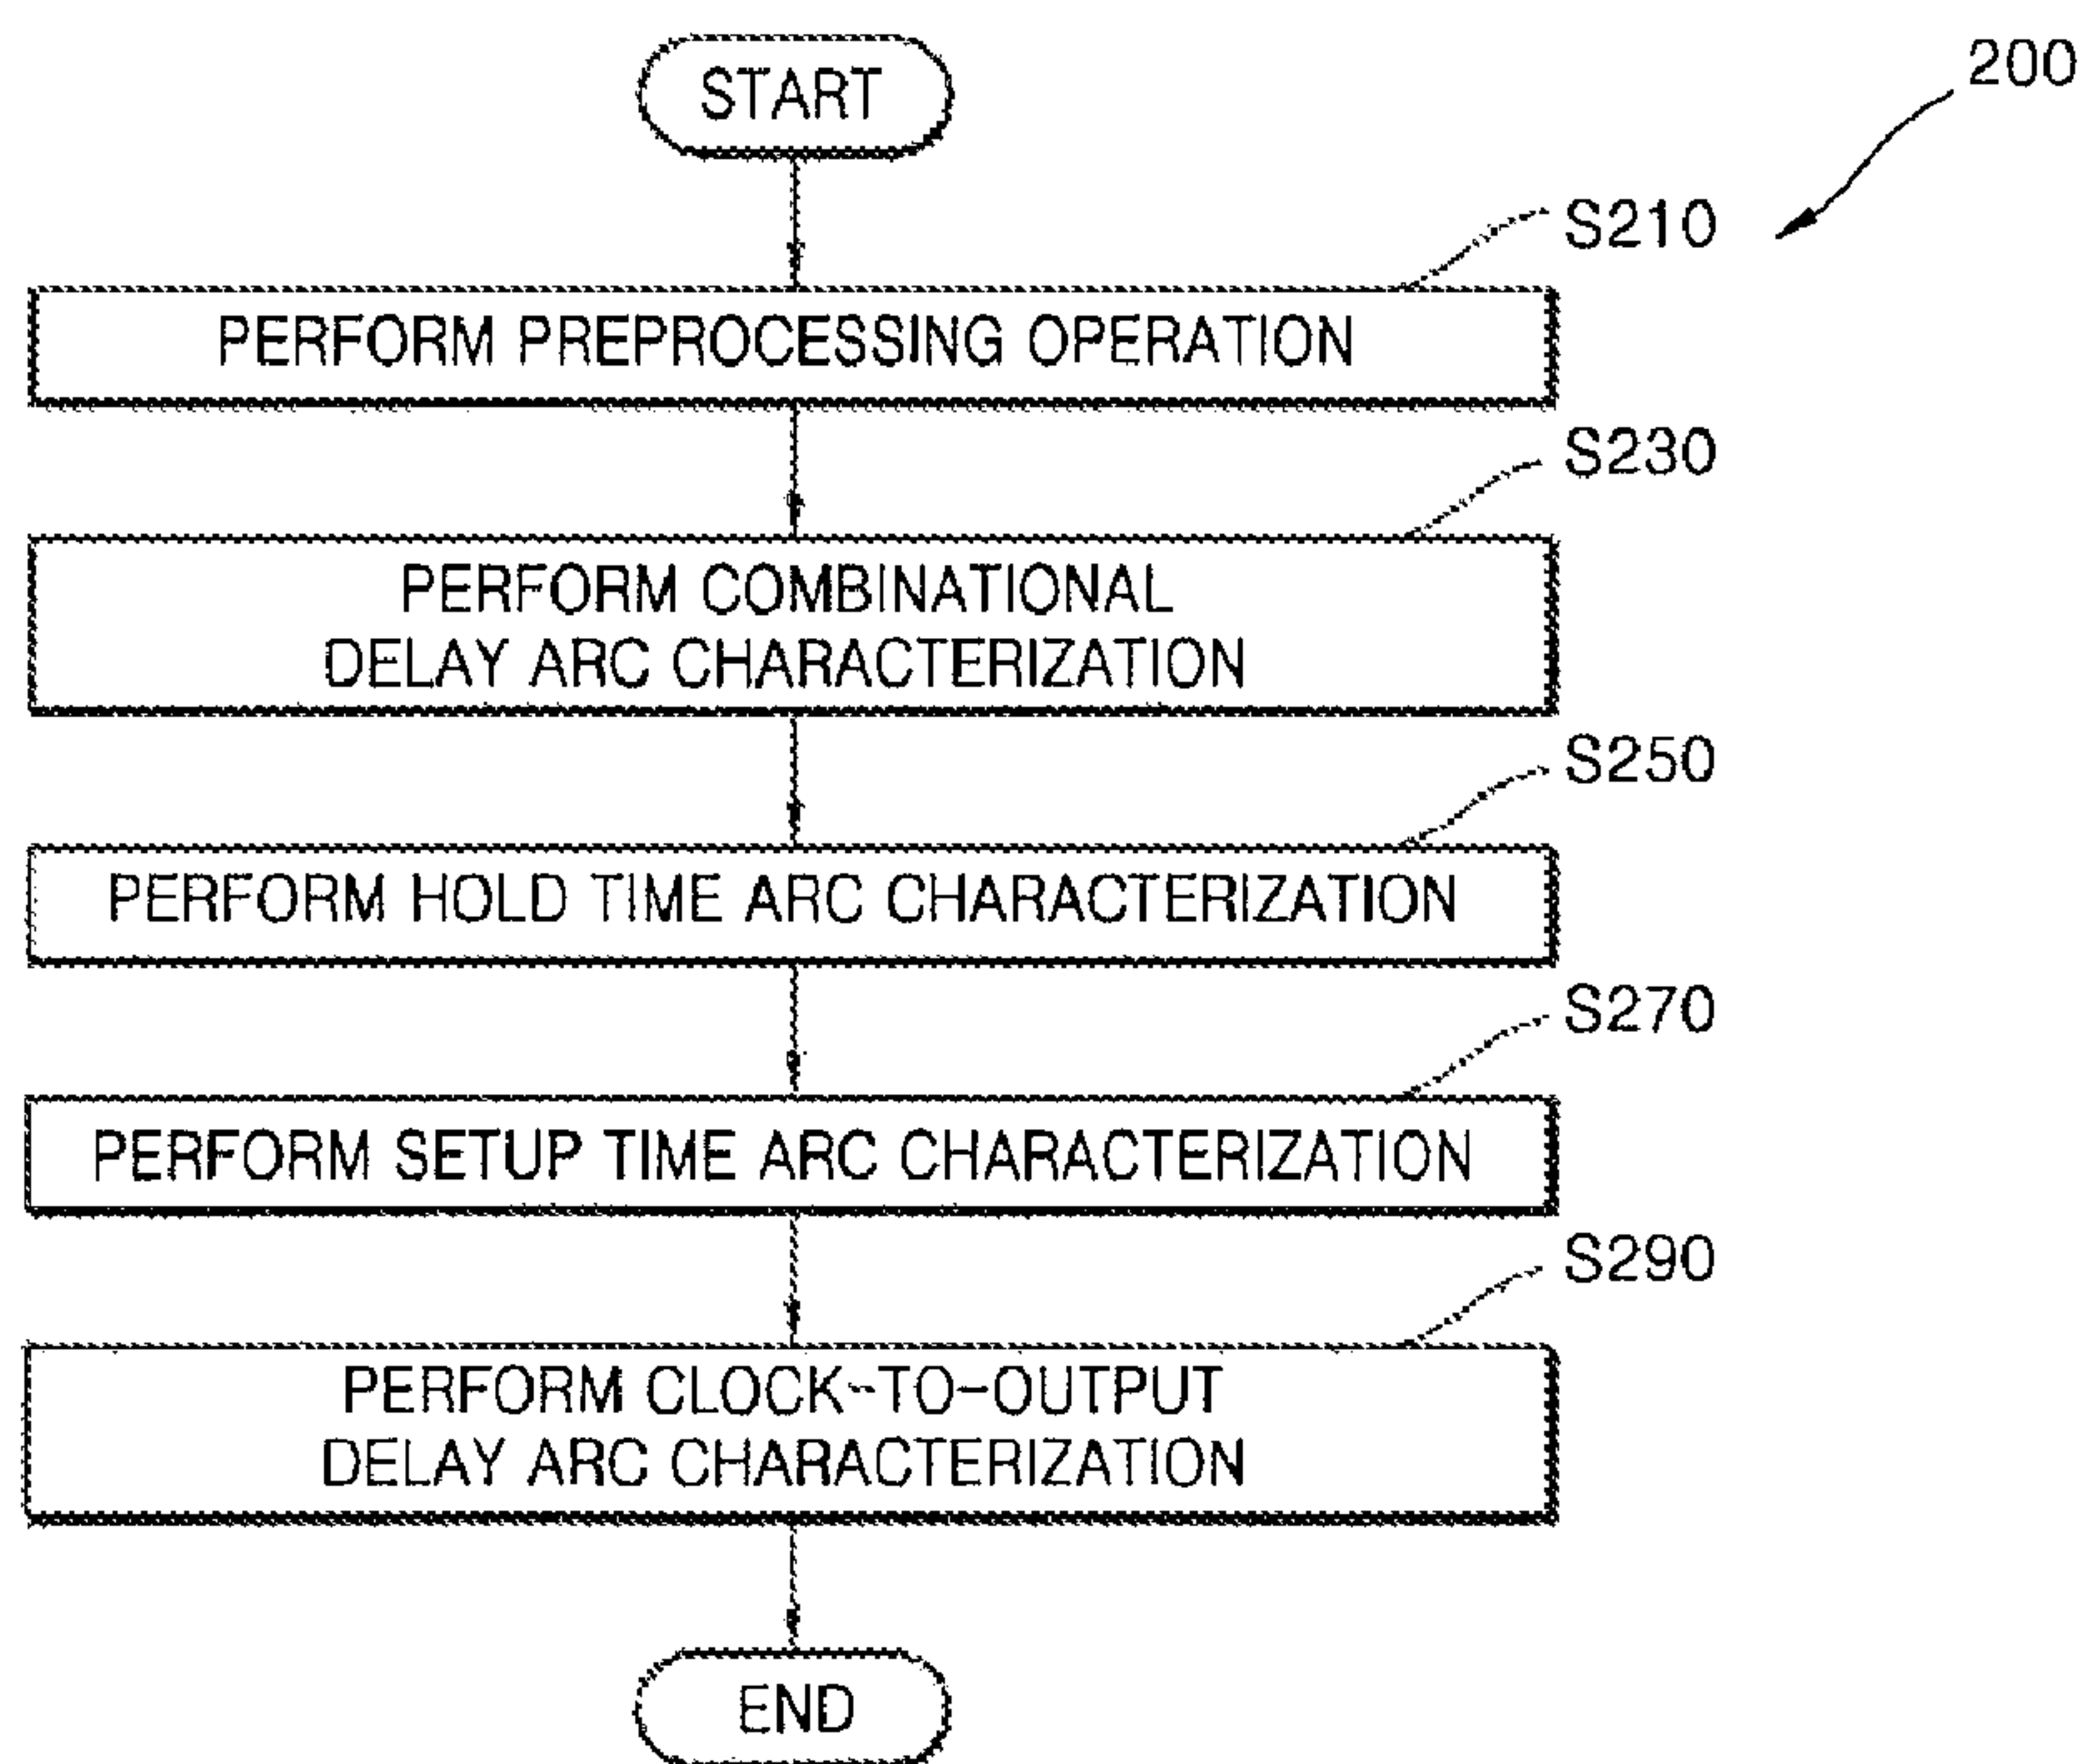 START
200
S210
PERFORM PREPROCESSING OPERATION
S230
PERFORM COMBINATIONAL
DELAY ARC CHARACTERIZATION
S250
PERFORM HOLD TIME ARC CHARACTERIZATION
S270
PERFORM SETUP TIME ARC CHARACTERIZATION
S290
PERFORM CLOCK-TO-OUTPUT
DELAY ARC CHARACTERIZATION
END